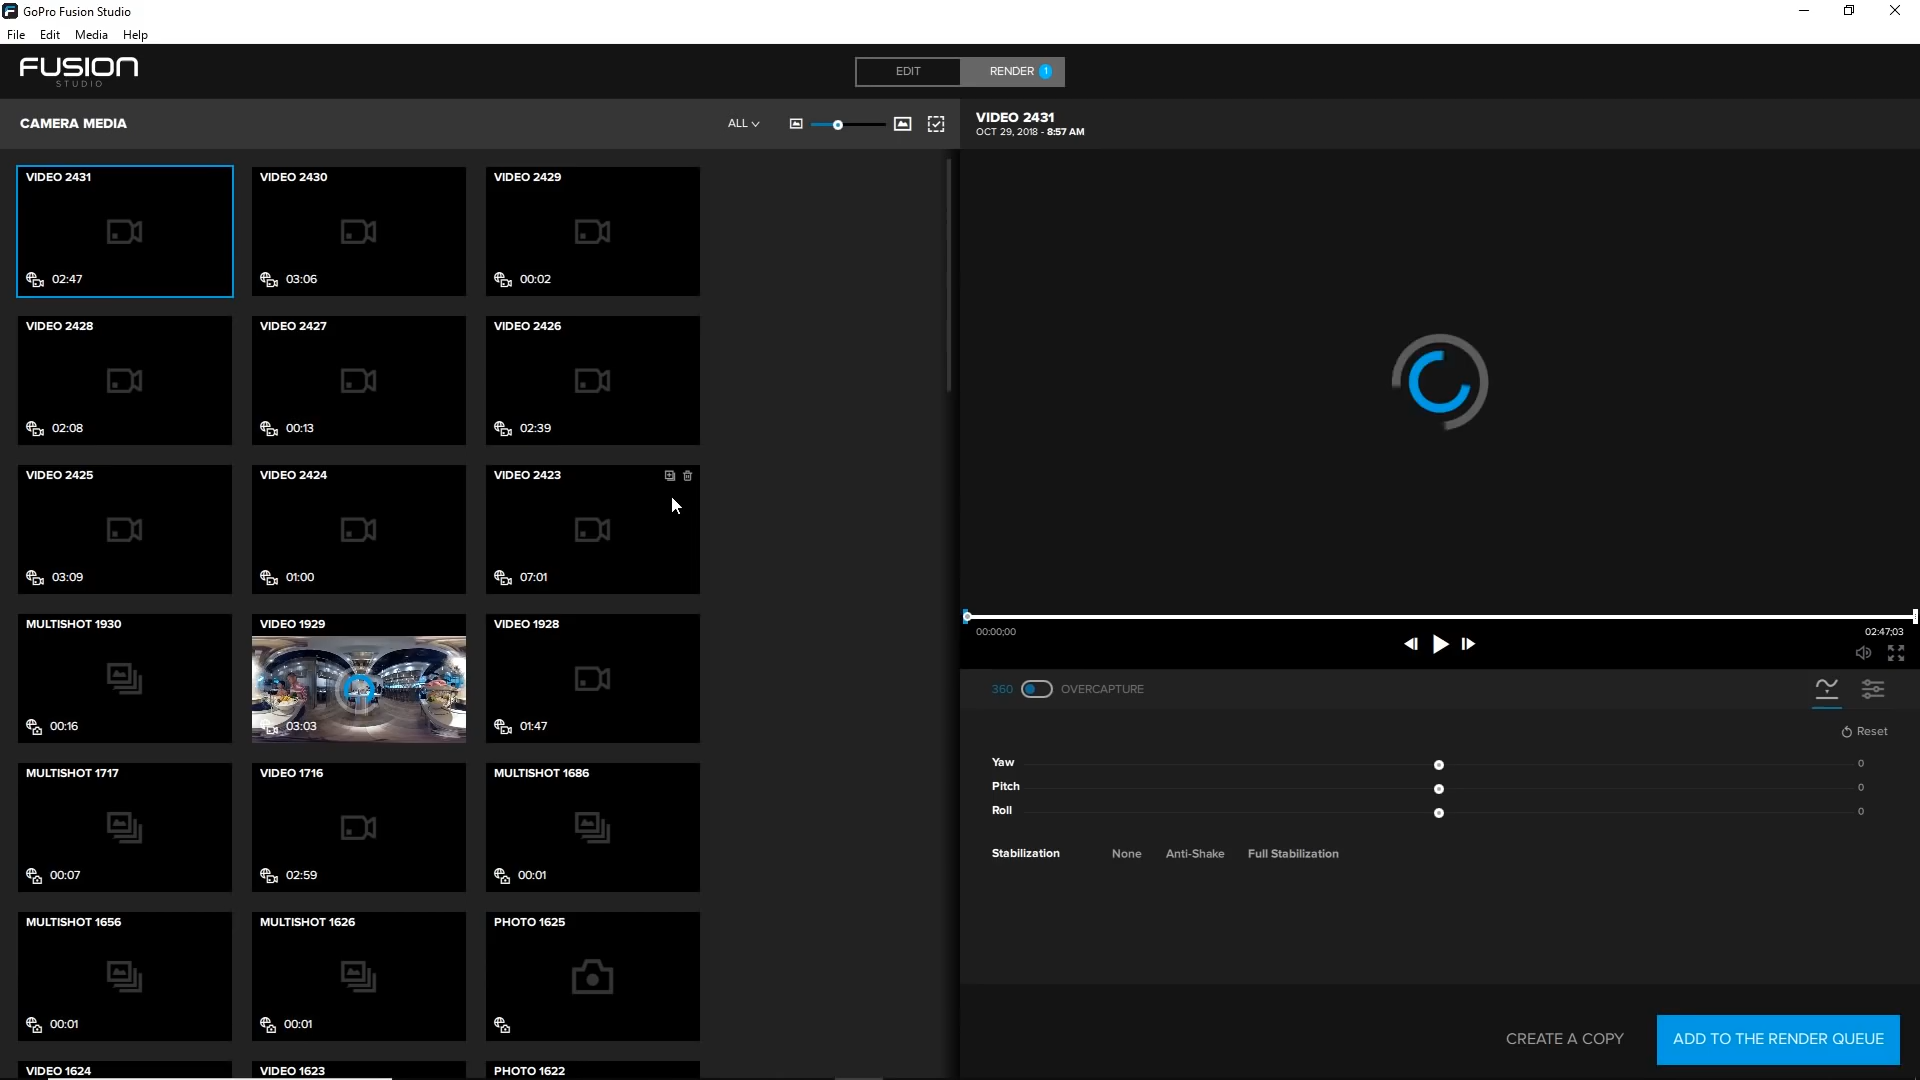 GoPro Fusion Studio
File Edit Media Help
FUSION
STUDIO
EDIT
RENDER 1
CAMERA MEDIA
ALL
VIDEO 2431
OCT 29, 2018 - 8:57 AM
VIDEO 2431
02:47
VIDEO 2430
03:06
VIDEO 2429
00:02
VIDEO 2428
02:08
VIDEO 2427
00:13
VIDEO 2426
02:39
VIDEO 2425
03:09
VIDEO 2424
01:00
VIDEO 2423
07:01
MULTISHOT 1930
00:16
VIDEO 1929
03:03
VIDEO 1928
01:47
MULTISHOT 1717
00:07
VIDEO 1716
02:59
MULTISHOT 1686
00:01
MULTISHOT 1656
00:01
MULTISHOT 1626
00:01
PHOTO 1625
VIDEO 1624
VIDEO 1623
PHOTO 1622
00:00;00
02:47;03
360 OVERCAPTURE
Reset
Yaw 0
Pitch 0
Roll 0
Stabilization None Anti-Shake Full Stabilization
CREATE A COPY
ADD TO THE RENDER QUEUE